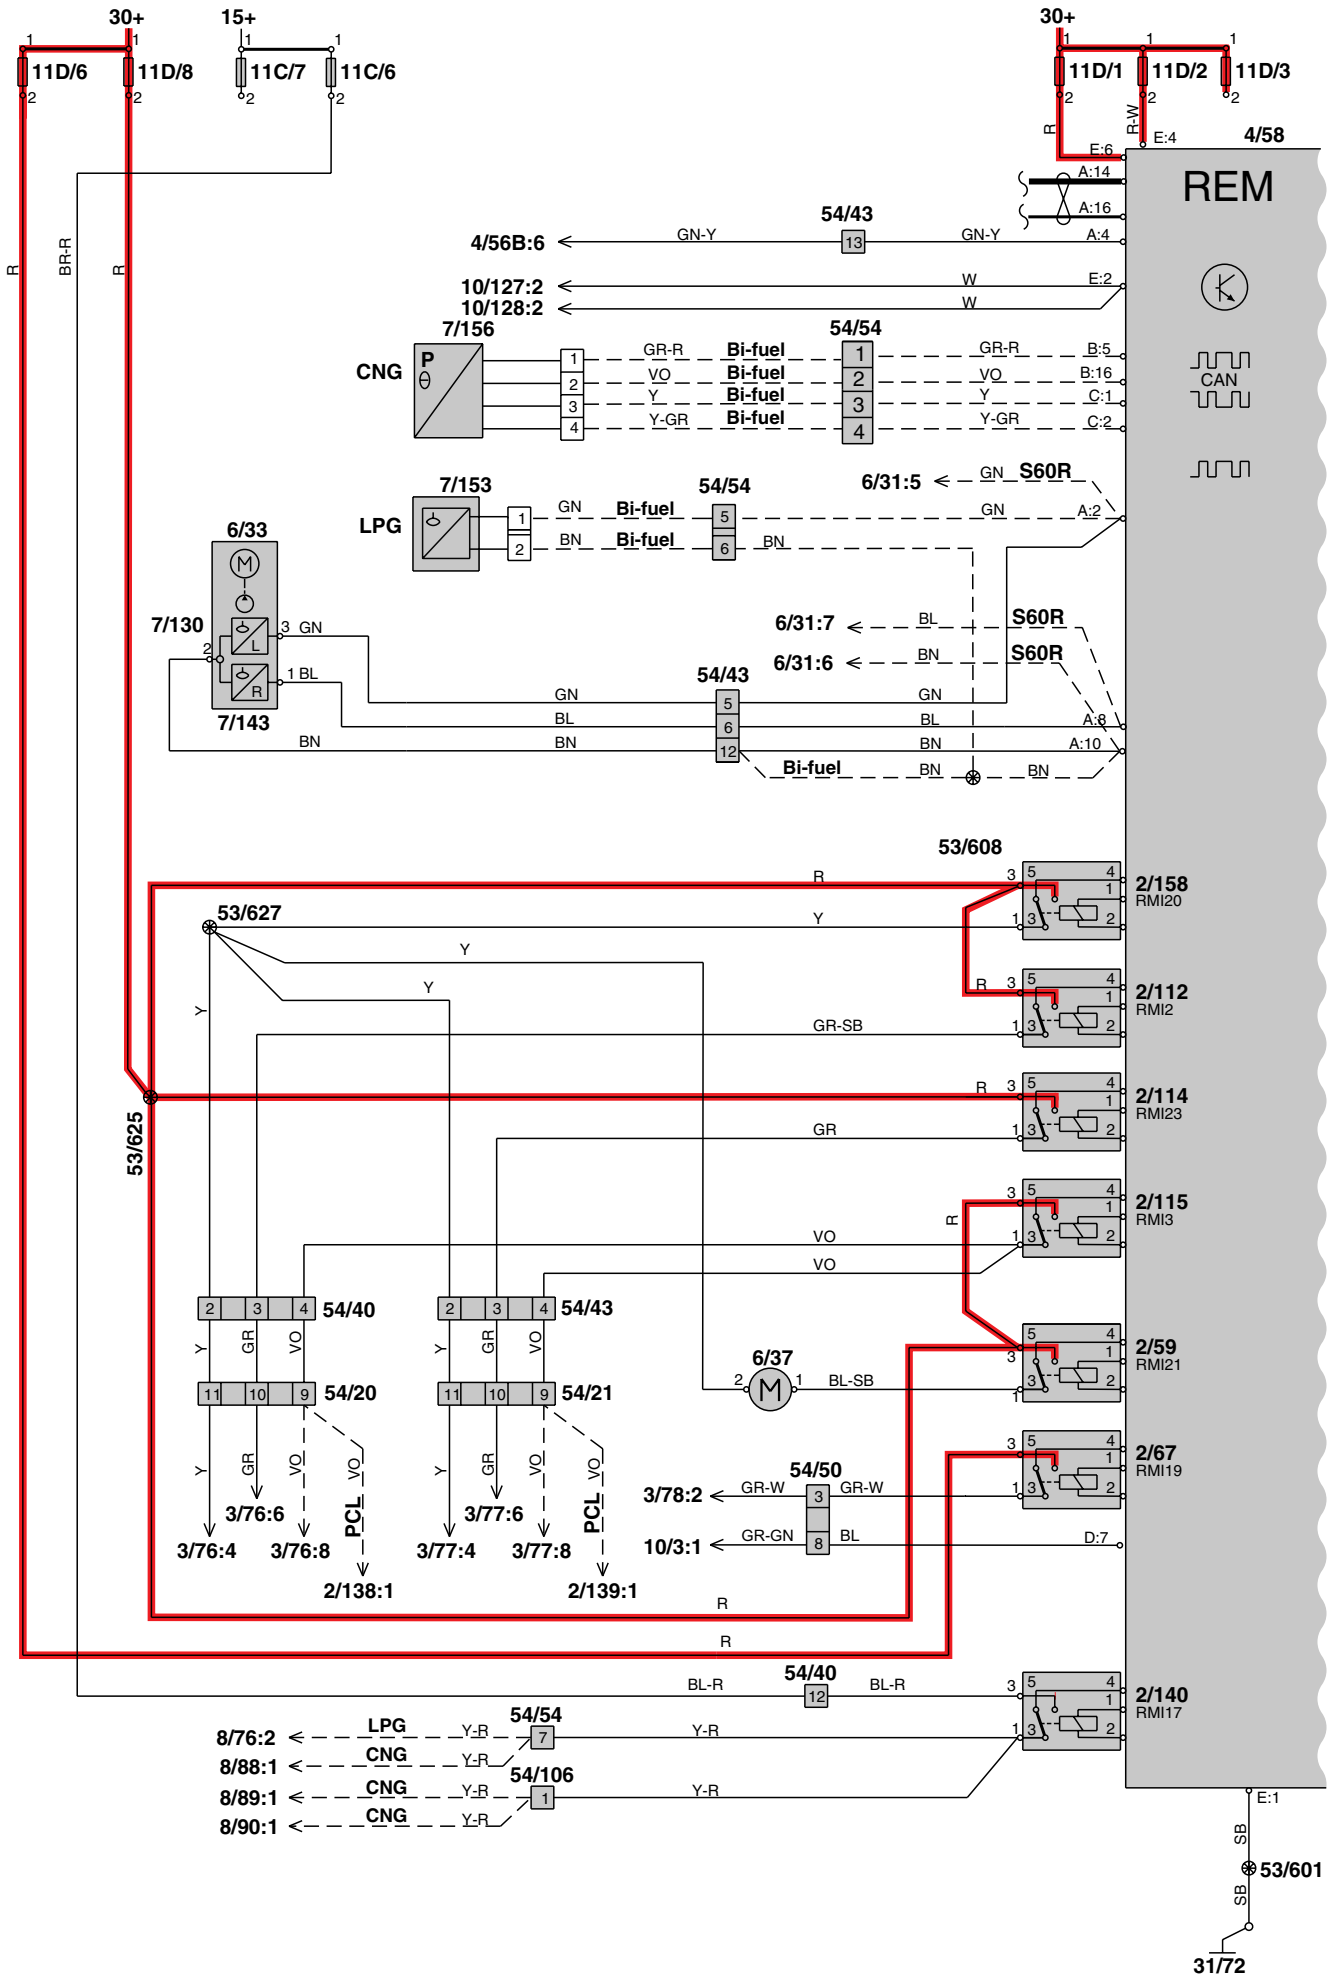 30+ 15+ 30+
1 1 1 1 1 1 1
11D/6 11D/8 11C/7 11C/6 11D/1 11D/2 11D/3
2 2 2 2 2 2 2
R R-W E:4 4/58
E:6
A:14 REM
A:16
54/43
4/56B:6 GN-Y 13 GN-Y A:4
R BR-R R
10/127:2 W E:2
10/128:2 W
7/156 54/54
CNG P Θ
1 GR-R Bi-fuel 1 GR-R B:5
2 VO Bi-fuel 2 VO B:16
CAN
3 Y Bi-fuel 3 Y C:1
4 Y-GR Bi-fuel 4 Y-GR C:2
6/31:5 GN S60R
7/153 54/54
LPG 1 GN Bi-fuel 5 GN A:2
2 BN Bi-fuel 6 BN
6/33
M
7/130 L 3 GN
2
R 1 BL
7/143
6/31:7 BL S60R
6/31:6 BN S60R
54/43
GN 5 GN
BL 6 BL A:8
BN BN 12 BN A:10
Bi-fuel BN BN
53/608
R 3 5 4 2/158
1 RMI20
53/627 Y 1 3 2
Y
Y
Y
R 3 5 4 2/112
1 RMI2
GR-SB 1 3 2
R 3 5 4 2/114
1 RMI23
53/625
GR 1 3 2
R 3 5 4 2/115
1 RMI3
VO 1 3 2
VO
2 3 4 54/40 2 3 4 54/43
Y GR VO Y GR VO
5 4 2/59
3 1 RMI21
6/37
2 M 1 BL-SB 3 2
1
11 10 9 54/20 11 10 9 54/21
Y GR VO VO Y GR VO VO
3 5 4 2/67
1 RMI19
54/50
3/78:2 GR-W 3 GR-W 1 3 2
10/3:1 GR-GN 8 BL D:7
3/76:6 PCL 3/77:6 PCL
3/76:4 3/76:8 3/77:4 3/77:8
2/138:1 2/139:1
R
R
54/40
BL-R 12 BL-R 3 5 4 2/140
1 RMI17
54/54
8/76:2 LPG Y-R 7 Y-R 1 3 2
8/88:1 CNG Y-R
54/106
8/89:1 CNG Y-R 1 Y-R
8/90:1 CNG Y-R
E:1
SB
53/601
SB
31/72